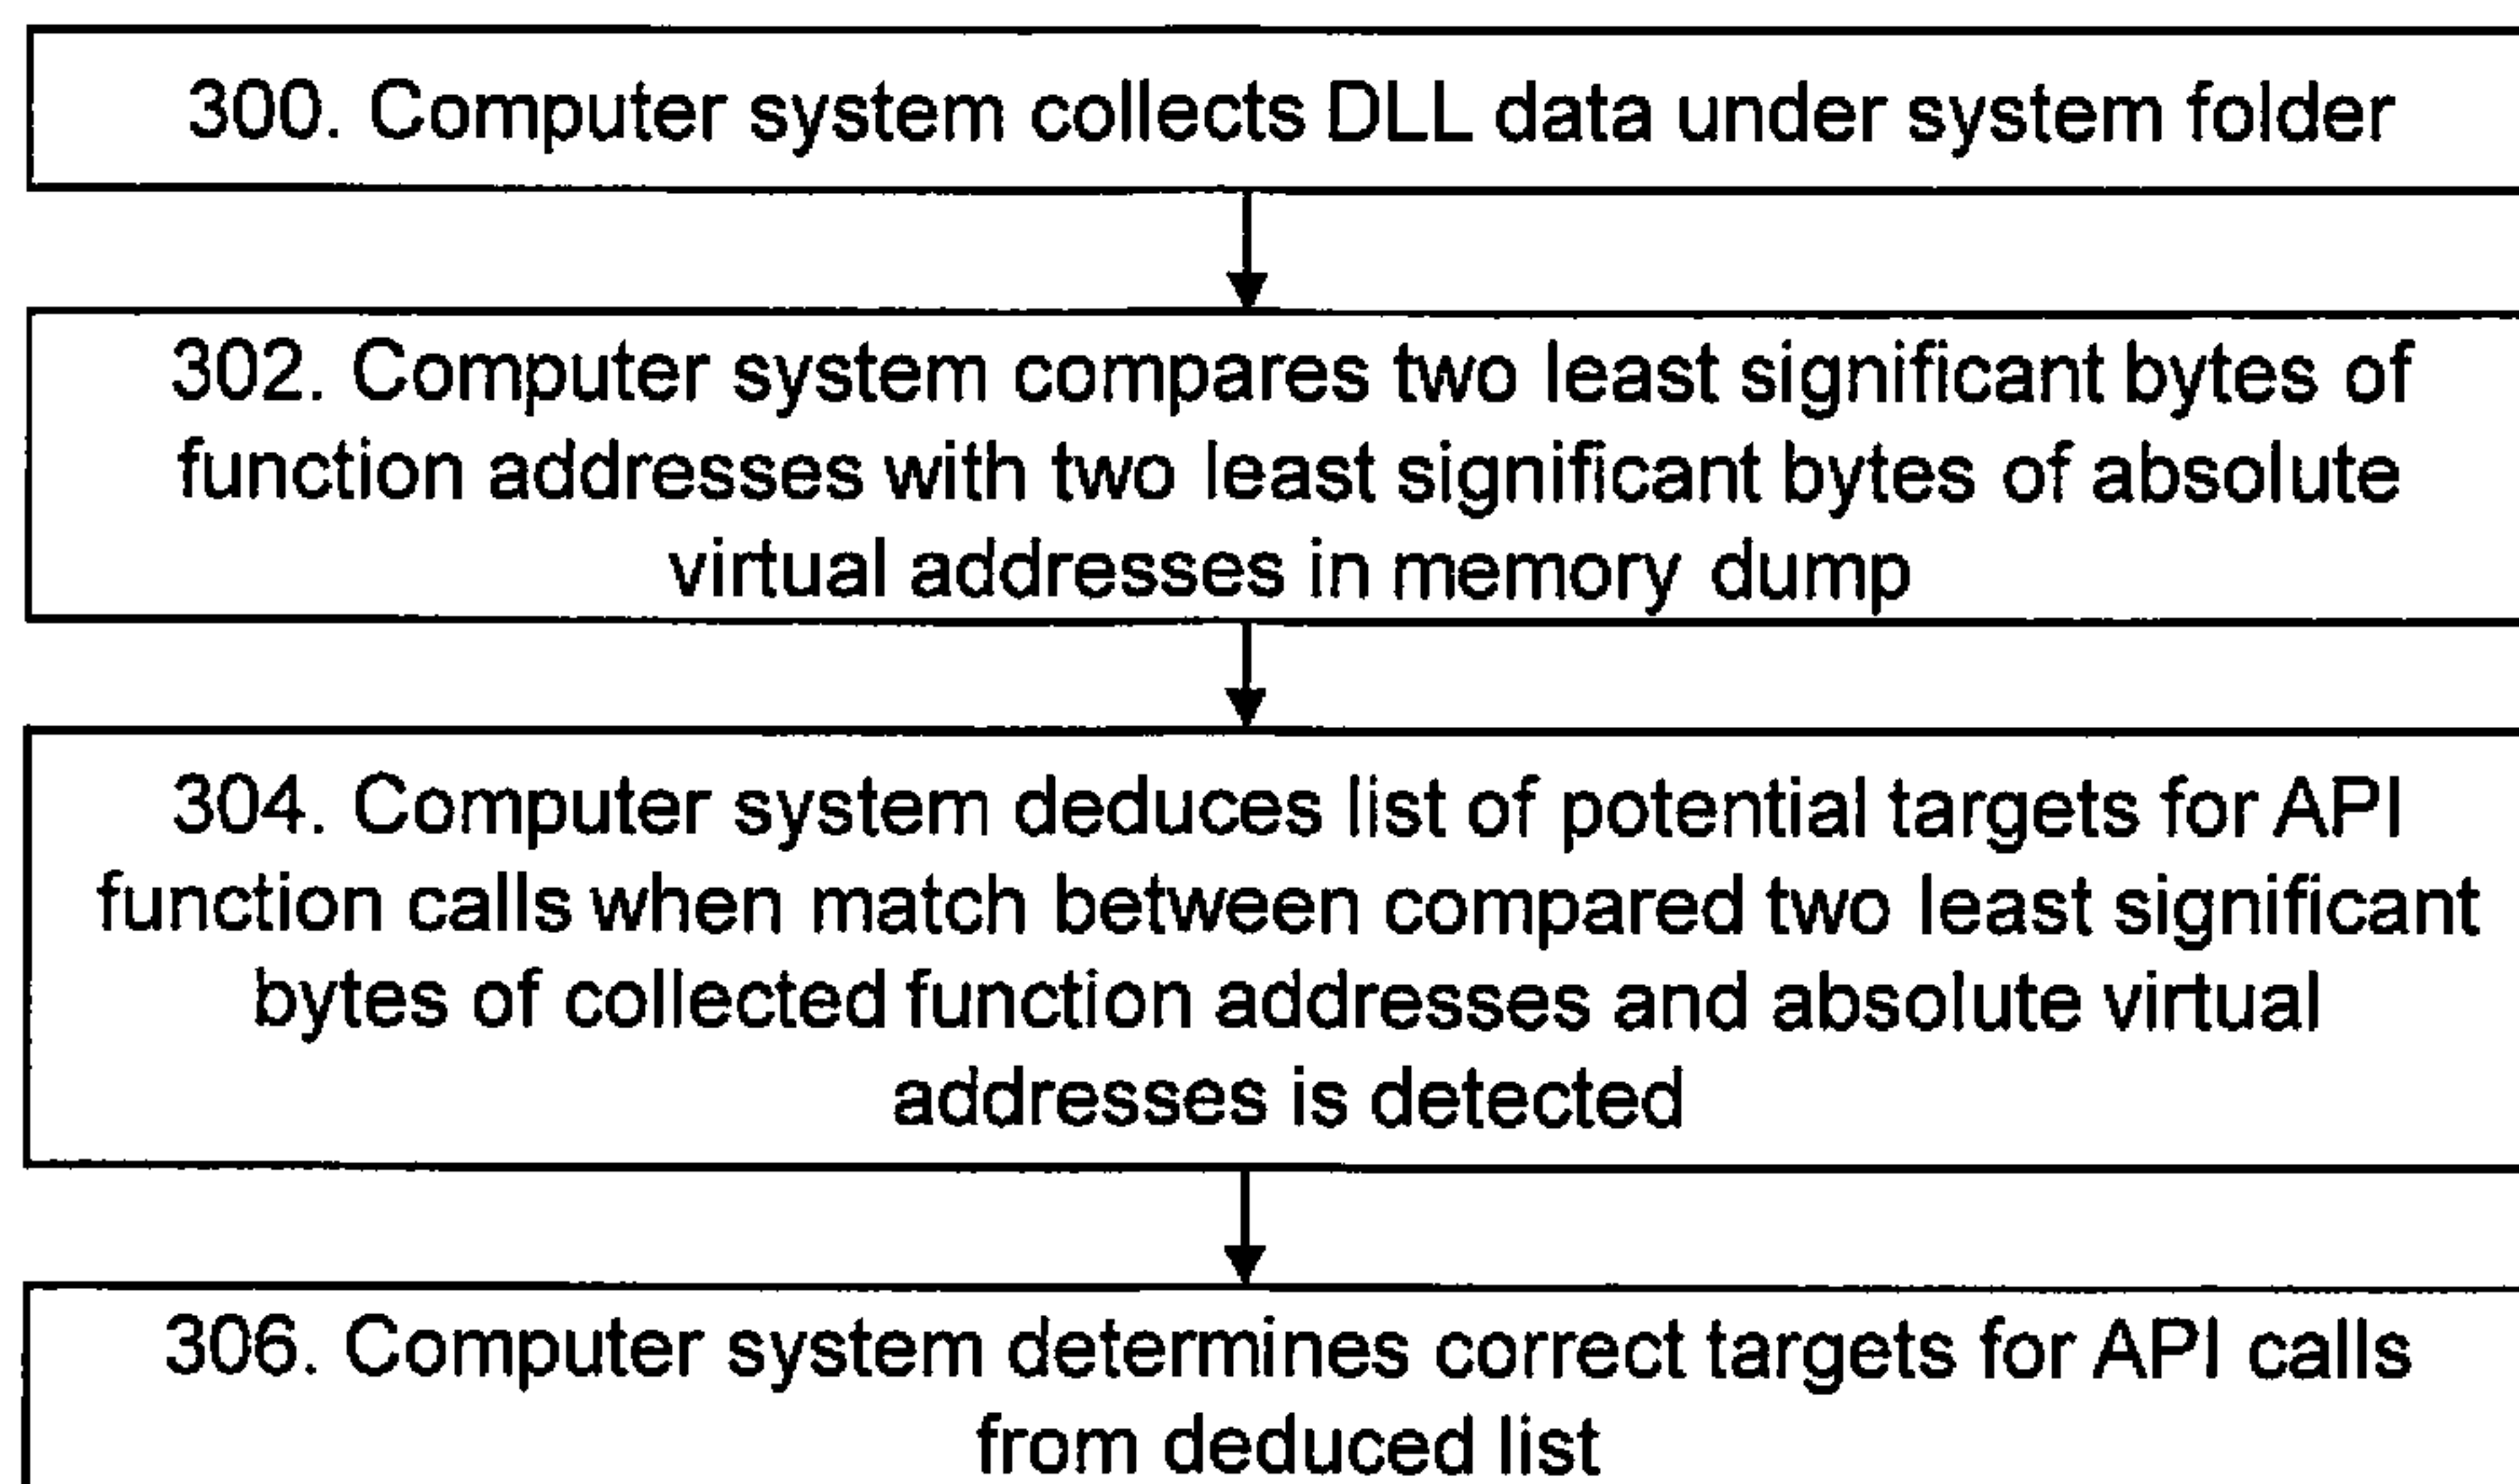 300. Computer system collects DLL data under system folder
302. Computer system compares two least significant bytes of
function addresses with two least significant bytes of absolute
virtual addresses in memory dump
304. Computer system deduces list of potential targets for API
function calls when match between compared two least significant
bytes of collected function addresses and absolute virtual
addresses is detected
306. Computer system determines correct targets for API calls
from deduced list